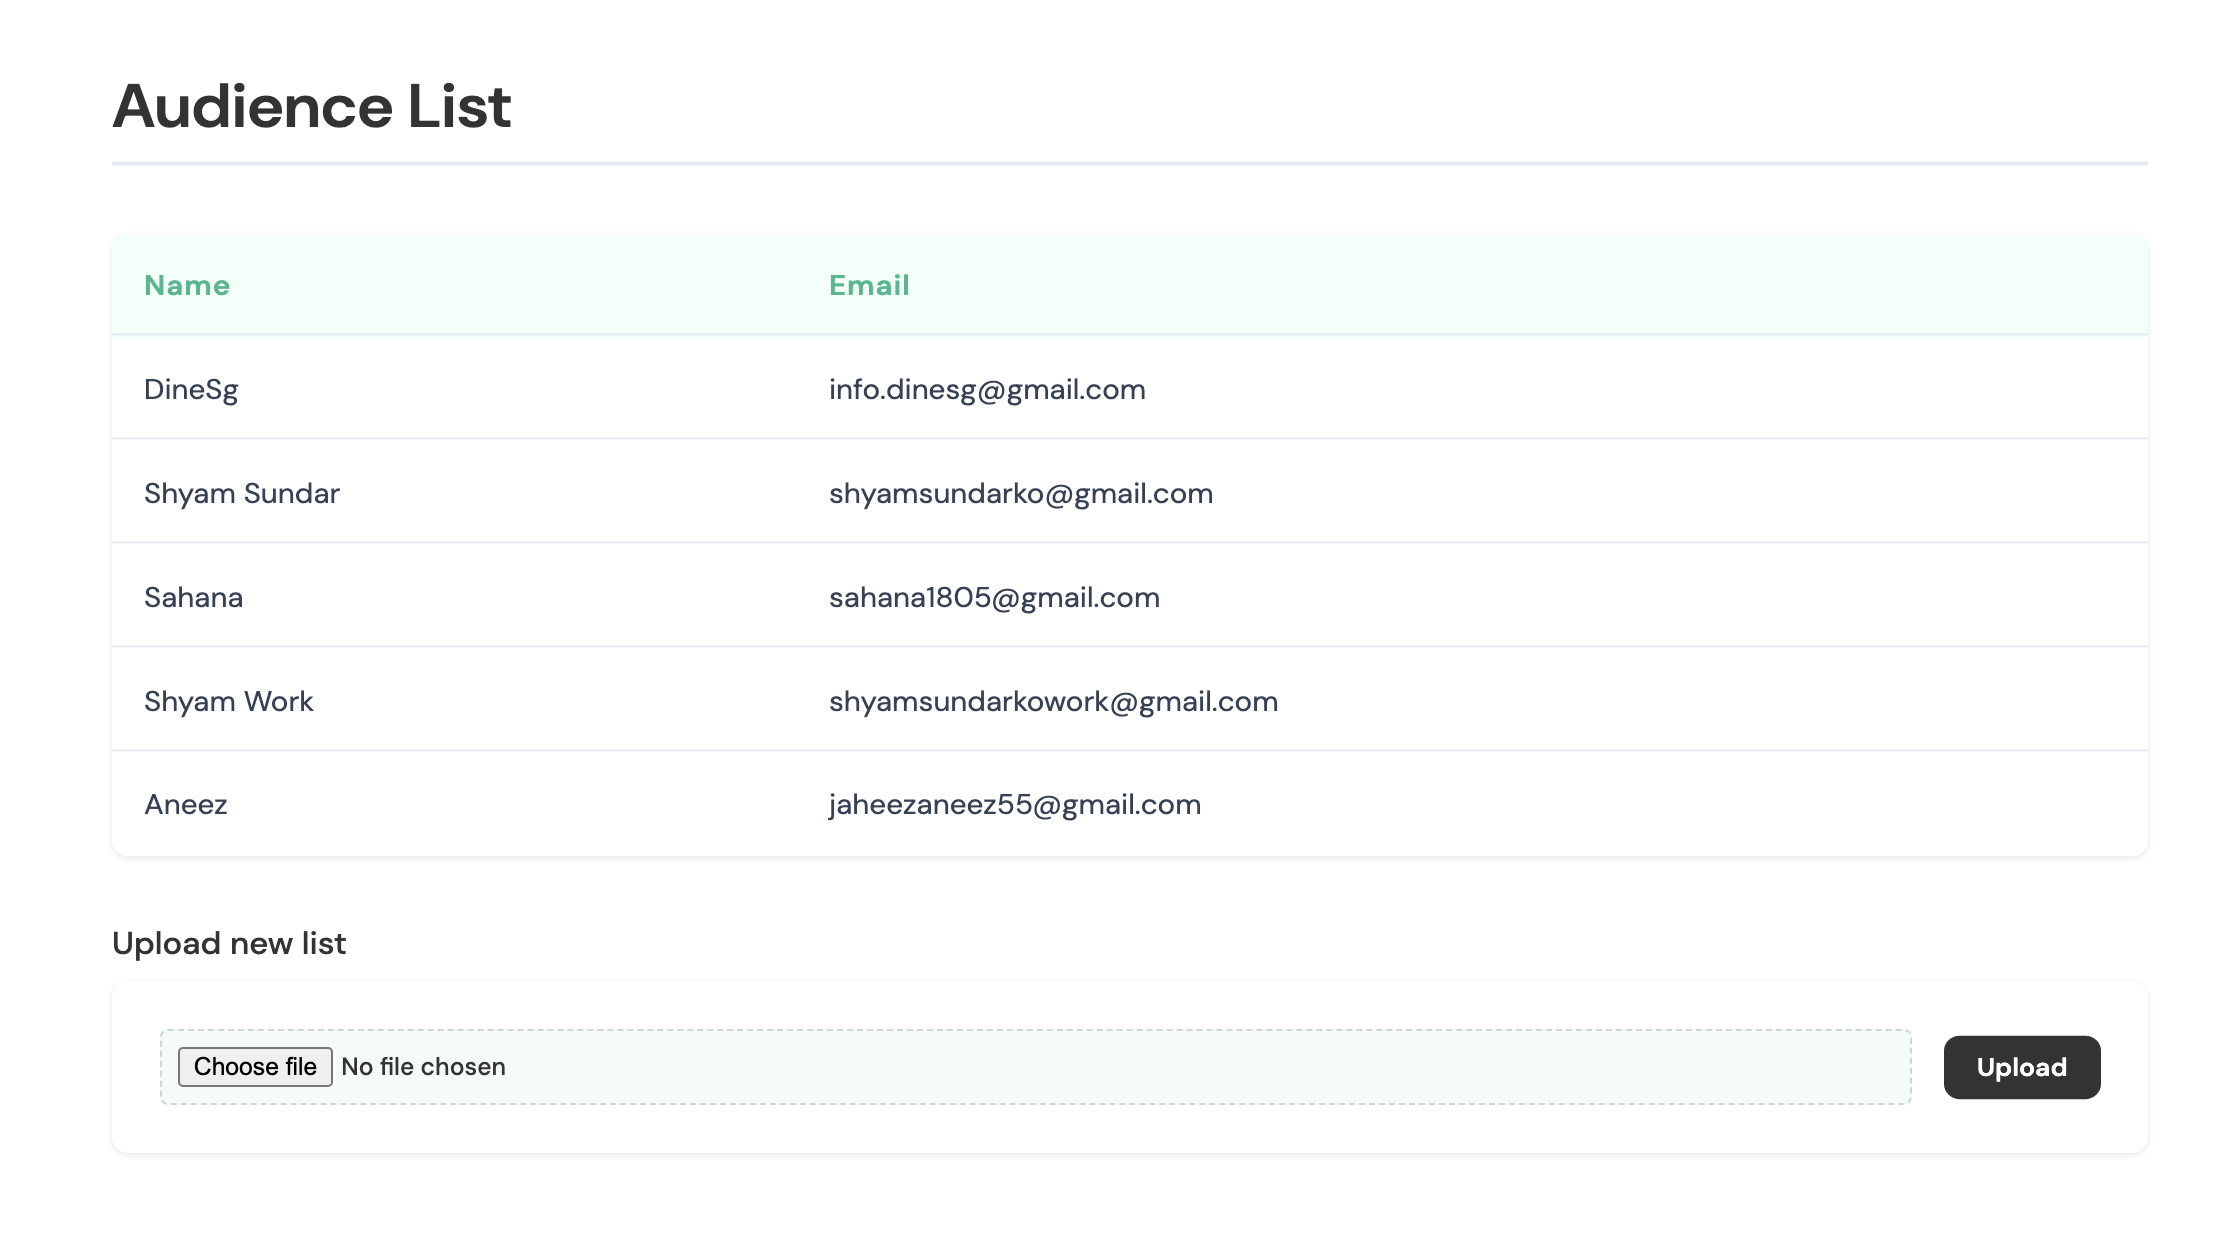 Audience List
Name Email
DineSg info.dinesg@gmail.com
Shyam Sundar shyamsundarko@gmail.com
Sahana sahana1805@gmail.com
Shyam Work shyamsundarkowork@gmail.com
Aneez jaheezaneez55@gmail.com
Upload new list
Choose file No file chosen
Upload